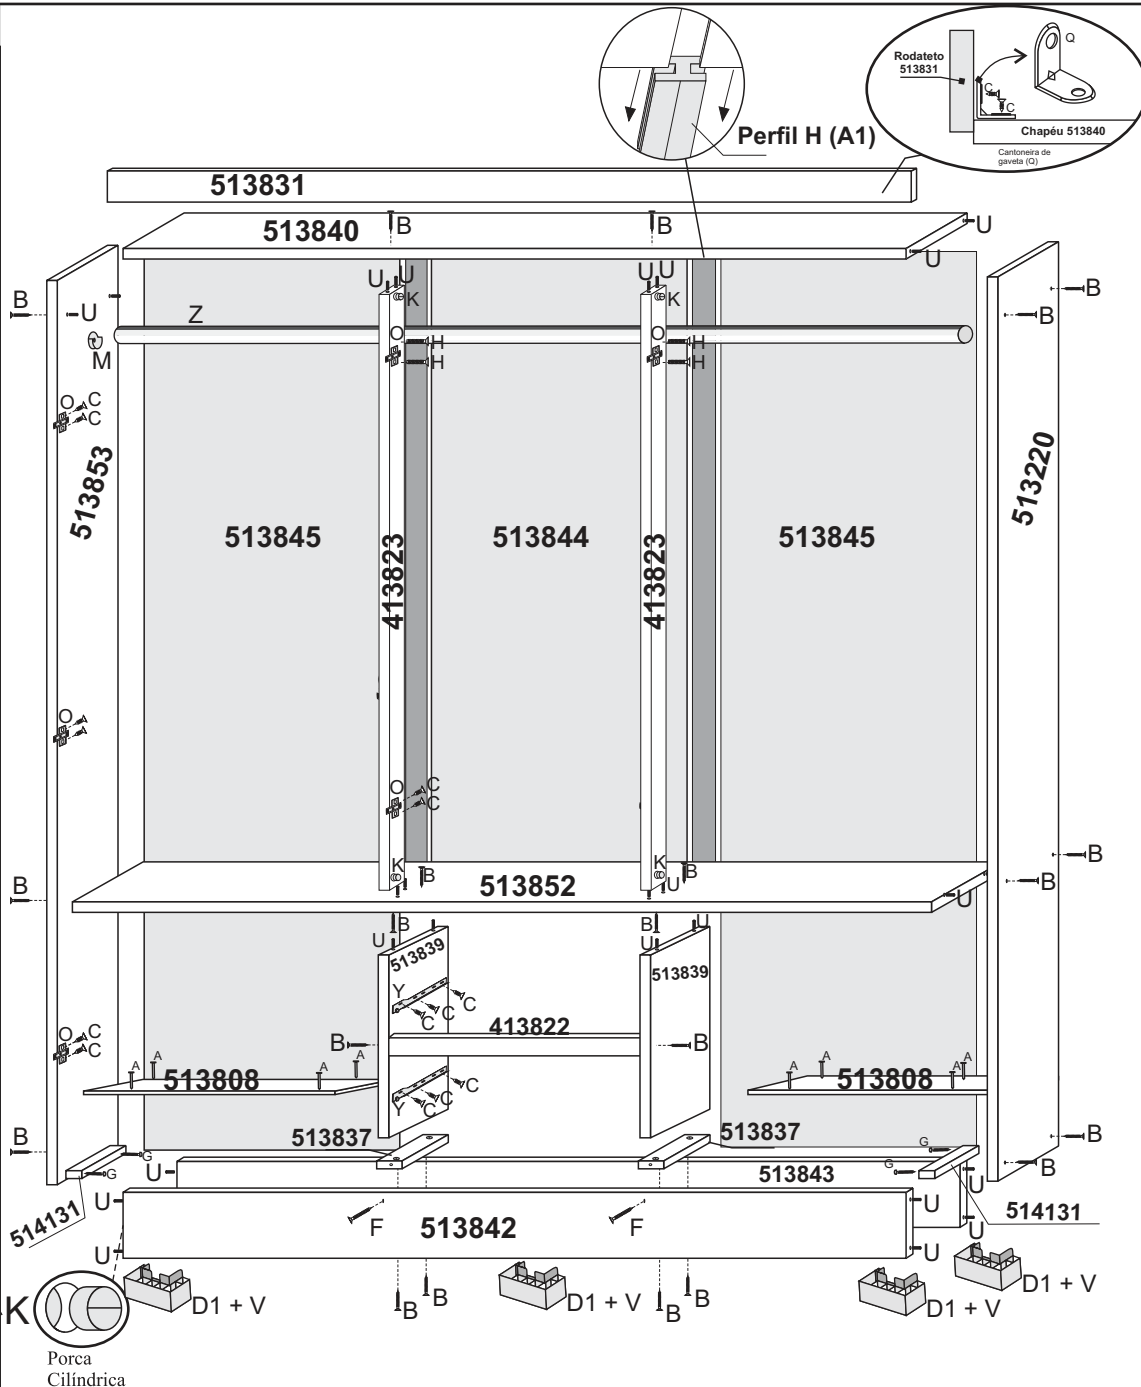 Q
Rodateto
513831
C
C
Chapéu 513840
Cantoneira de
gaveta (Q)
Perfil H (A1)
513831
513840
B
B
U
U
U U
U U
B
U
K
K
B
B
Z
M
O
H
H
O
H
H
O
C
C
513853
513220
513845
413823
513844
413823
513845
O
O
C
C
K
B
K
U
B
B
513852
B
B
U
B
B
B
U
U
U
513839
513839
Y
C
C
C
413822
B
B
O
C
C
A
A
A
A
513808
A
A
A
A
513808
Y
C
C
C
513837
513837
B
B
B
G
G
G
G
U
513843
U
514131
514131
U
F
513842
F
U
U
U
U
D1 + V
B
B
D1 + V
B
B
D1 + V
D1 + V
K
Porca
Cilíndrica